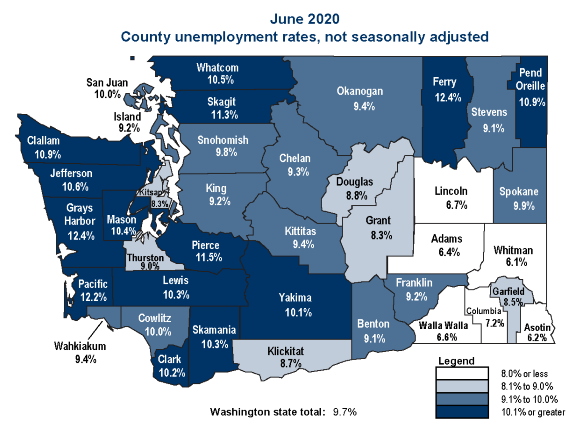 June 2020
County unemployment rates, not seasonally adjusted
Whatcom
10.5%
San Juan
10.0%
Skagit
11.3%
Island
9.2%
Okanogan
9.4%
Ferry
12.4%
Stevens
9.1%
Pend
Oreille
10.9%
Clallam
10.9%
Snohomish
9.8%
Chelan
9.3%
Jefferson
10.6%
Kitsap
8.3%
King
9.2%
Douglas
8.8%
Lincoln
6.7%
Spokane
9.9%
Grays
Harbor
12.4%
Mason
10.4%
Kittitas
9.4%
Grant
8.3%
Adams
6.4%
Whitman
6.1%
Pierce
11.5%
Thurston
9.0%
Pacific
12.2%
Lewis
10.3%
Yakima
10.1%
Franklin
9.2%
Garfield
8.5%
Columbia
7.2%
Cowlitz
10.0%
Wahkiakum
9.4%
Skamania
10.3%
Benton
9.1%
Walla Walla
6.6%
Asotin
6.2%
Clark
10.2%
Klickitat
8.7%
Legend
8.0% or less
8.1% to 9.0%
9.1% to 10.0%
10.1% or greater
Washington state total: 9.7%